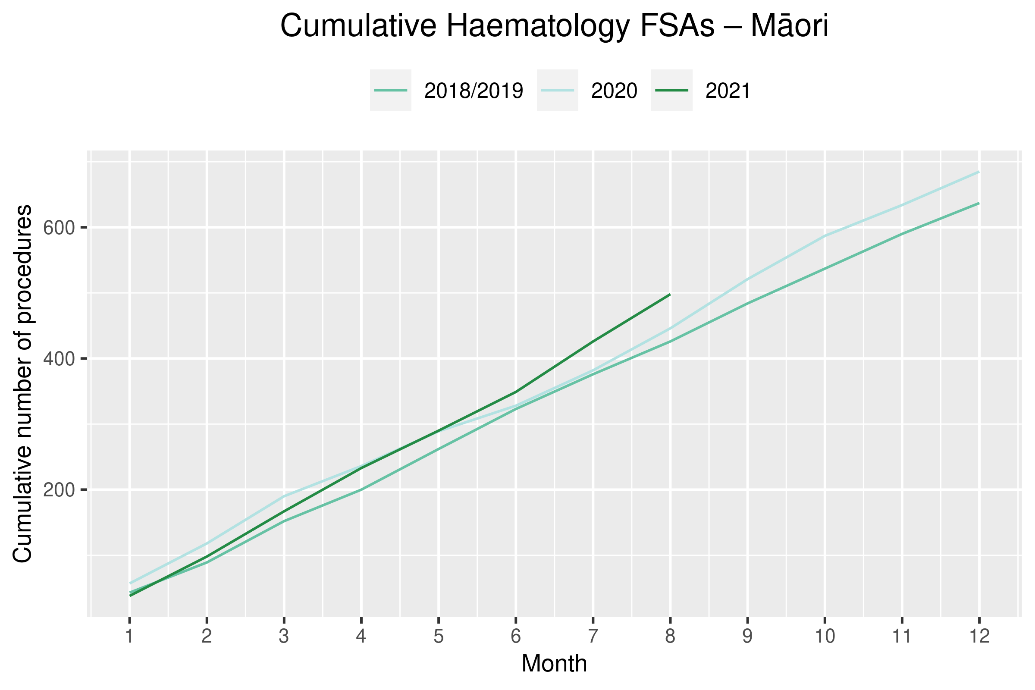 Cumulative Haematology FSAs – Māori
2018/2019 2020 2021
Cumulative number of procedures
600
400
200
1 2 3 4 5 6 7 8 9 10 11 12
Month